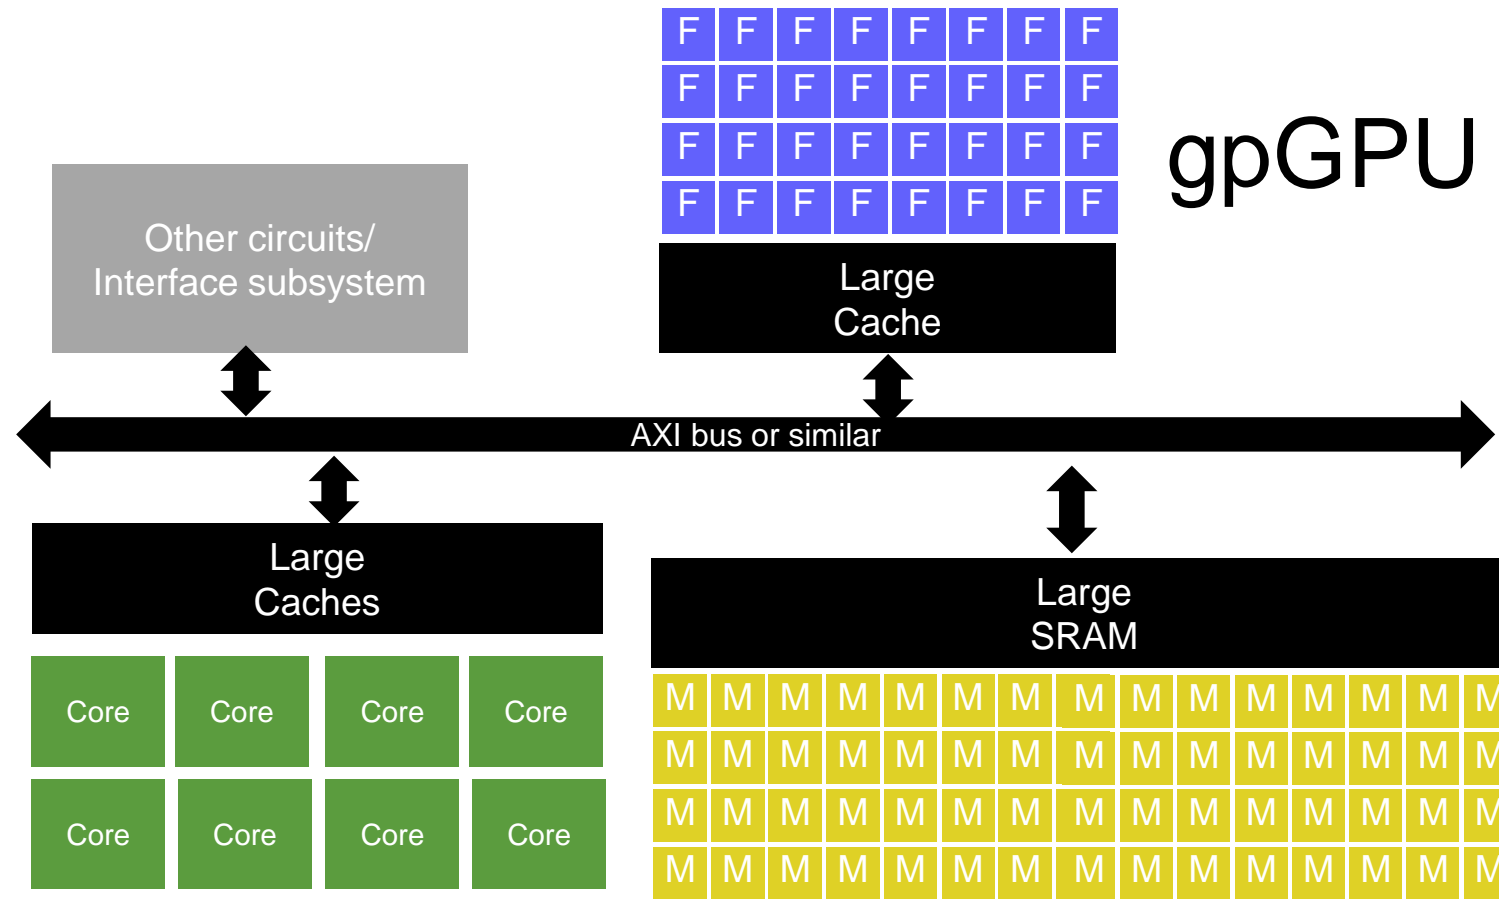 F F F F F F F F
F F F F F F F F
F F F F F F F F
F F F F F F F F
gpGPU
Other circuits/
Interface subsystem
Large
Cache
AXI bus or similar
Large
Caches
Core Core Core Core
Core Core Core Core
Large
SRAM
M M M M M M M M M M M M M M M
M M M M M M M M M M M M M M M
M M M M M M M M M M M M M M M
M M M M M M M M M M M M M M M